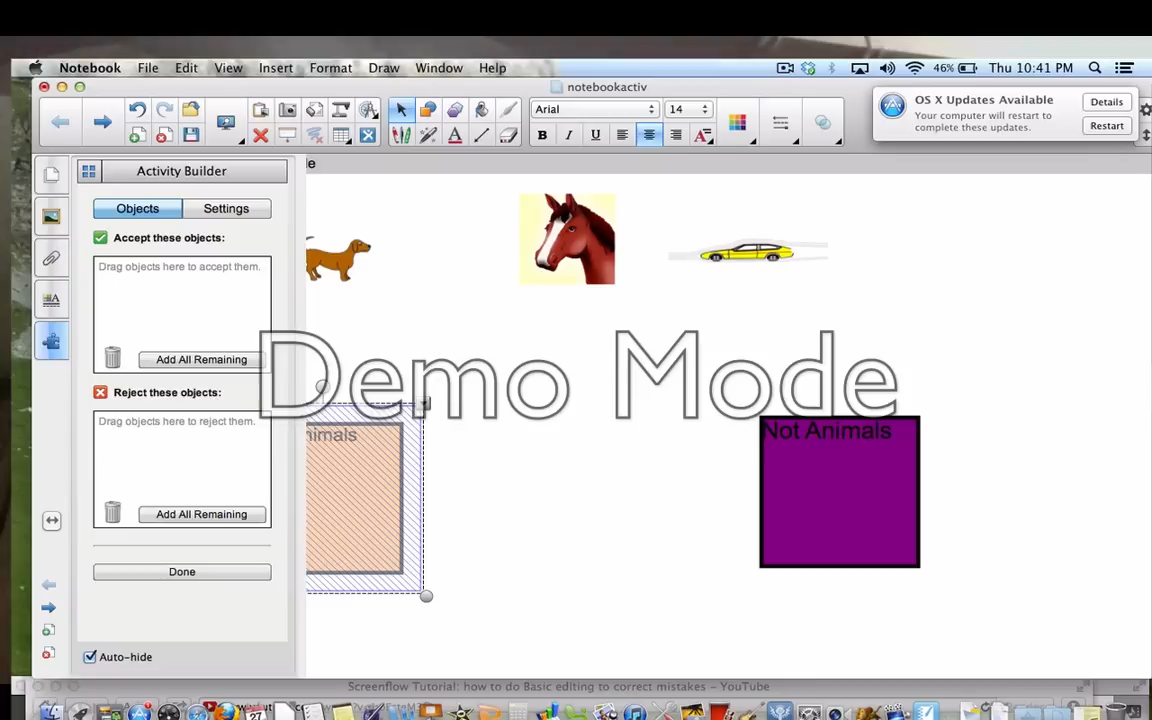 Notebook File Edit View Insert Format Draw Window Help
46% Thu 10:41 PM
notebookactiv
OS X Updates Available
Your computer will restart to
complete these updates.
Details
Restart
Arial
14
B I U
Activity Builder
Objects
Settings
Accept these objects:
Drag objects here to accept them.
Add All Remaining
Reject these objects:
Drag objects here to reject them.
Add All Remaining
Done
Auto-hide
Demo Mode
nimals
Not Animals
Screenflow Tutorial: how to do Basic editing to correct mistakes – YouTube